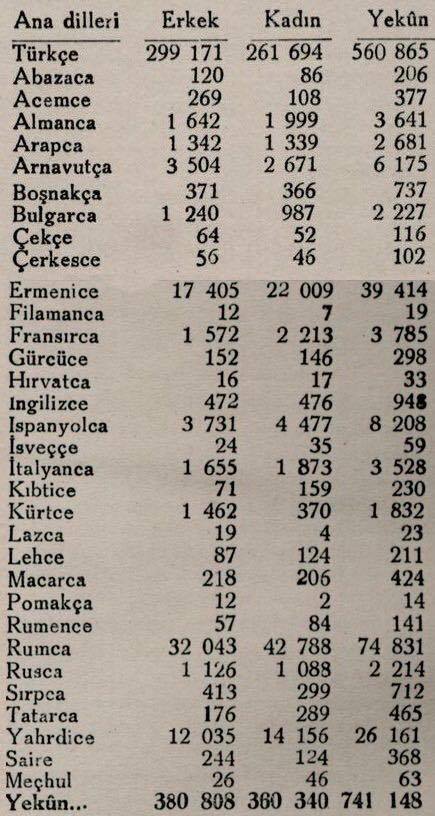 Ana dilleri Erkek Kadın Yekûn
Türkçe 299 171 261 694 560 865
Abazaca 120 86 206
Acemce 269 108 377
Almanca 1 642 1 999 3 641
Arapca 1 342 1 339 2 681
Arnavutça 3 504 2 671 6 175
Boşnakça 371 366 737
Bulgarca 1 240 987 2 227
Çekçe 64 52 116
Çerkesce 56 46 102
Ermenice 17 405 22 009 39 414
Filamanca 12 7 19
Fransırca 1 572 2 213 3 785
Gürcüce 152 146 298
Hırvatca 16 17 33
ıngilizce 472 476 948
Ispanyolca 3 731 4 477 8 208
İsveççe 24 35 59
İtalyanca 1 655 1 873 3 528
Kıbtice 71 159 230
Kürtce 1 462 370 1 832
Lazca 19 4 23
Lehce 87 124 211
Macarca 218 206 424
Pomakça 12 2 14
Rumence 57 84 141
Rumca 32 043 42 788 74 831
Rusca 1 126 1 088 2 214
Sırpca 413 299 712
Tatarca 176 289 465
Yahrdice 12 035 14 156 26 161
Saire 244 124 368
Meçhul 26 46 63
Yekûn... 380 808 360 340 741 148